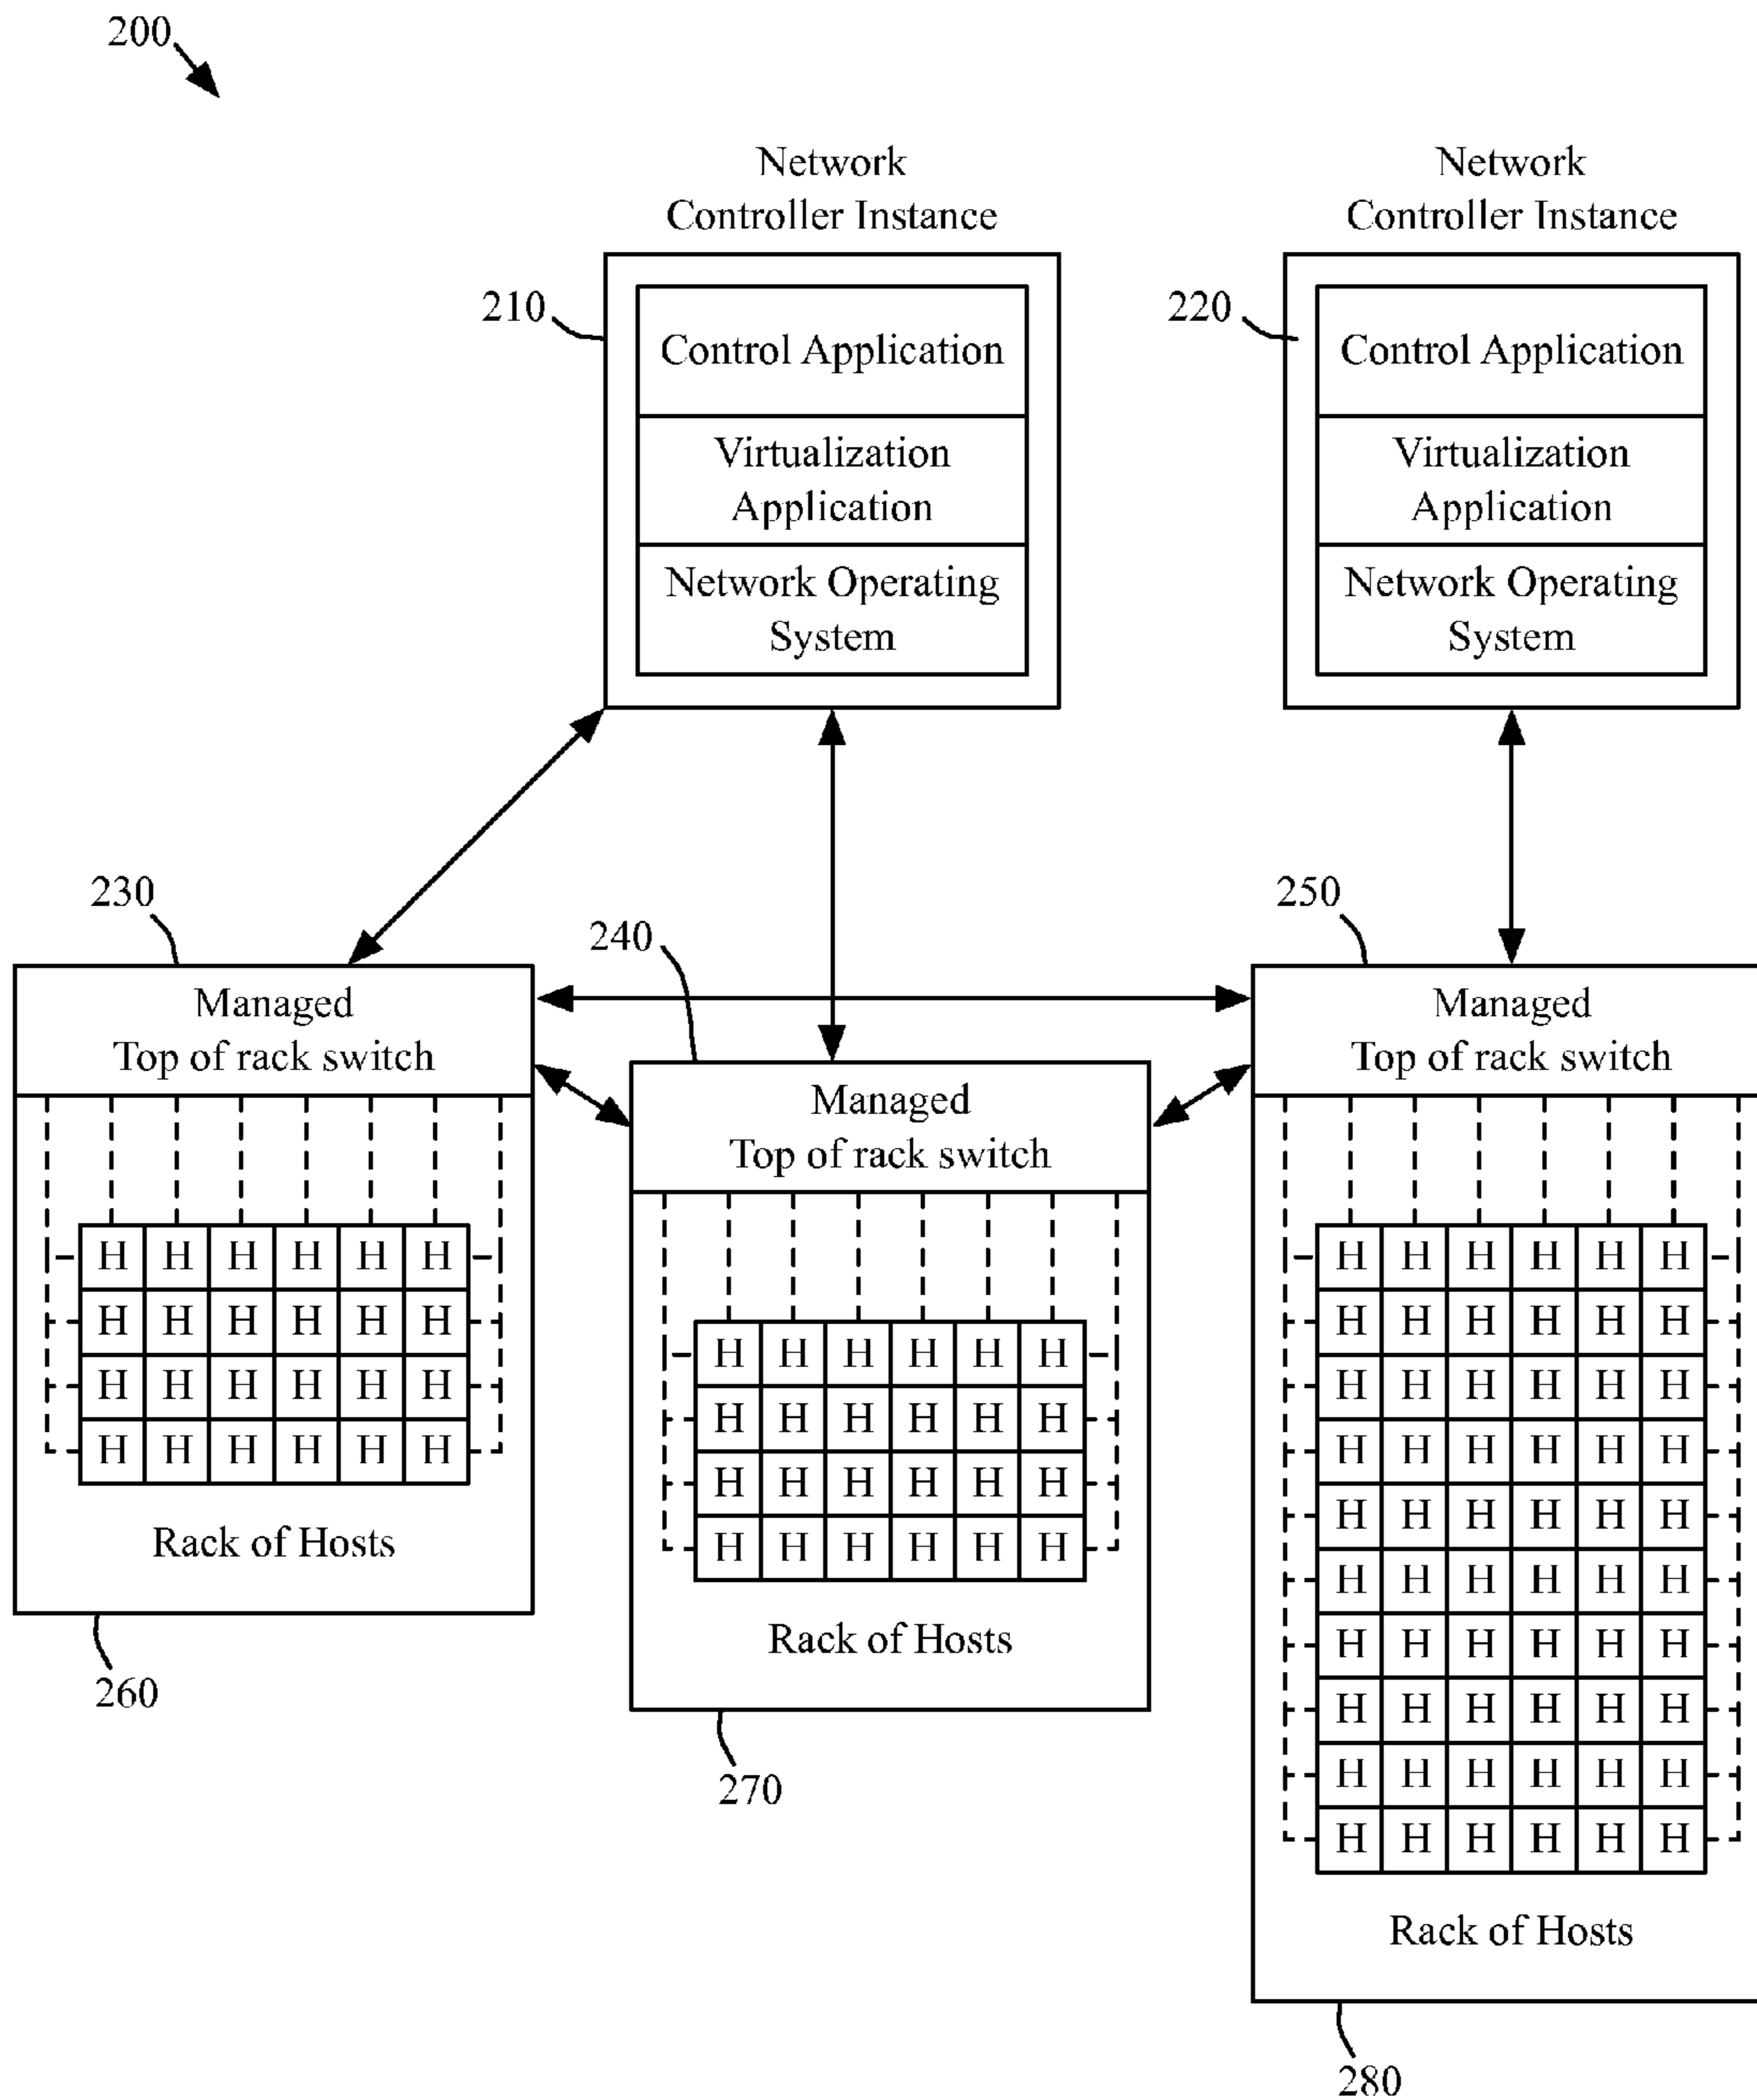 200
Network
Controller Instance
Network
Controller Instance
210
Control Application
Virtualization
Application
Network Operating
System
220
Control Application
Virtualization
Application
Network Operating
System
230
Managed
Top of rack switch
H H H H H H
H H H H H H
H H H H H H
H H H H H H
Rack of Hosts
260
240
Managed
Top of rack switch
H H H H H H
H H H H H H
H H H H H H
H H H H H H
Rack of Hosts
270
250
Managed
Top of rack switch
H H H H H H
H H H H H H
H H H H H H
H H H H H H
H H H H H H
H H H H H H
H H H H H H
H H H H H H
H H H H H H
H H H H H H
Rack of Hosts
280